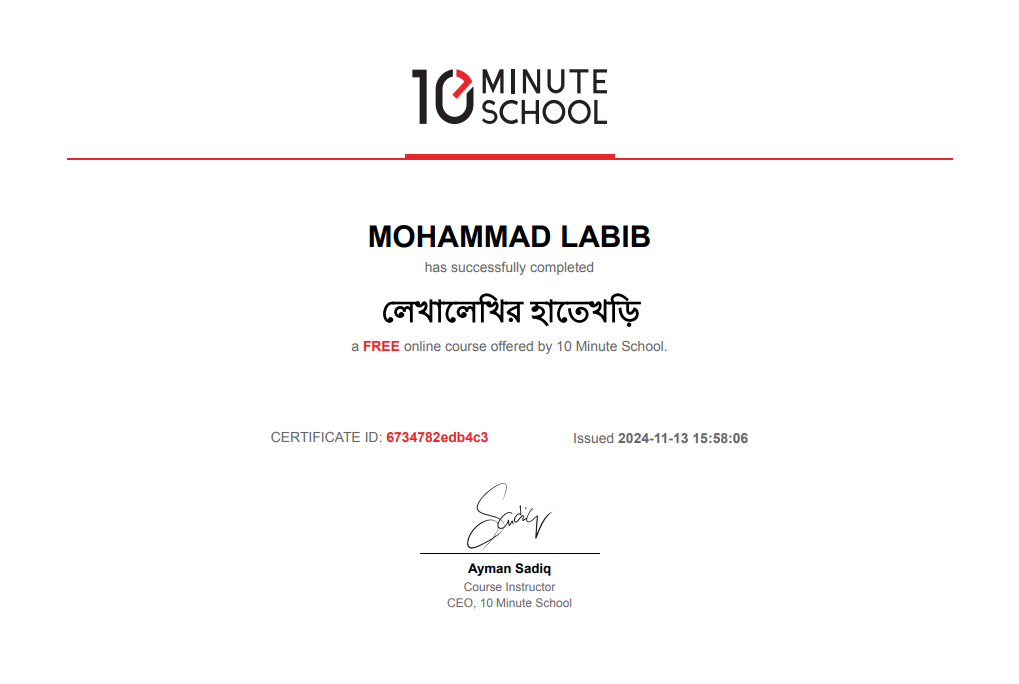 10 MINUTE SCHOOL
MOHAMMAD LABIB
has successfully completed
লেখালেখির হাতেখড়ি
a FREE online course offered by 10 Minute School.
CERTIFICATE ID: 6734782edb4c3
Issued 2024-11-13 15:58:06
Sadiq
Ayman Sadiq
Course Instructor
CEO, 10 Minute School